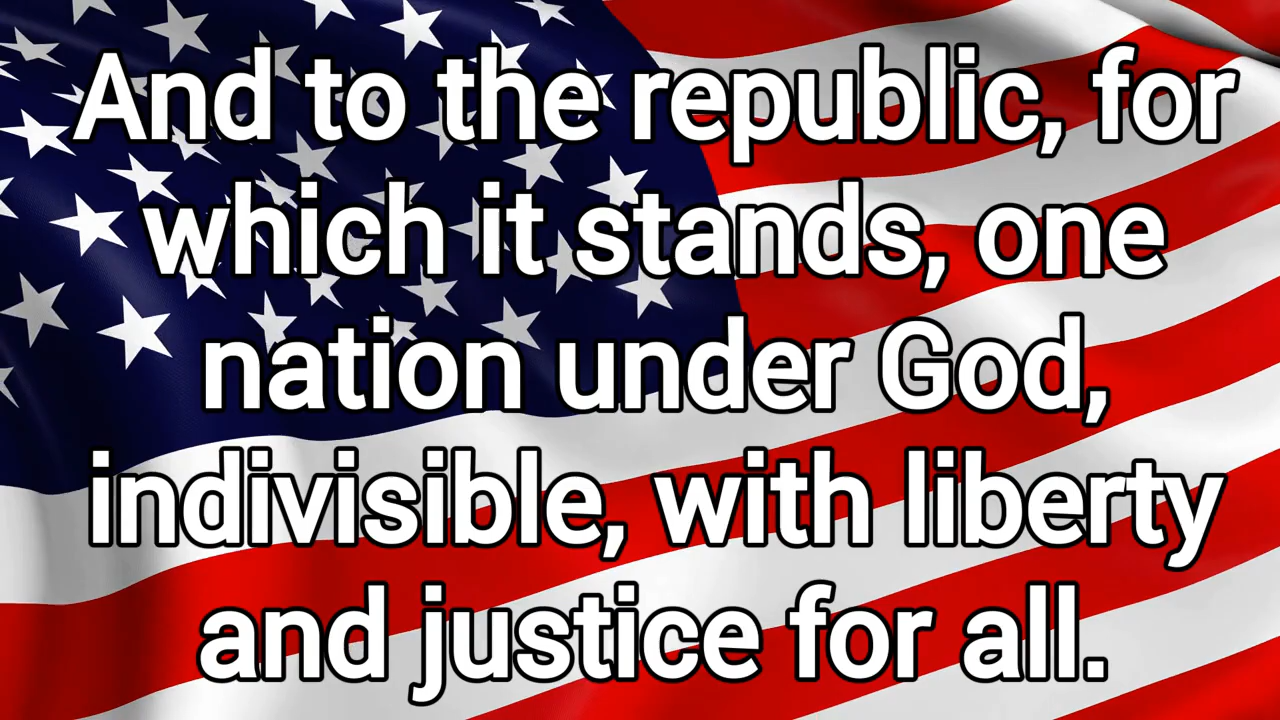 And to the republic, for
which it stands, one
nation under God,
indivisible, with liberty
and justice for all.